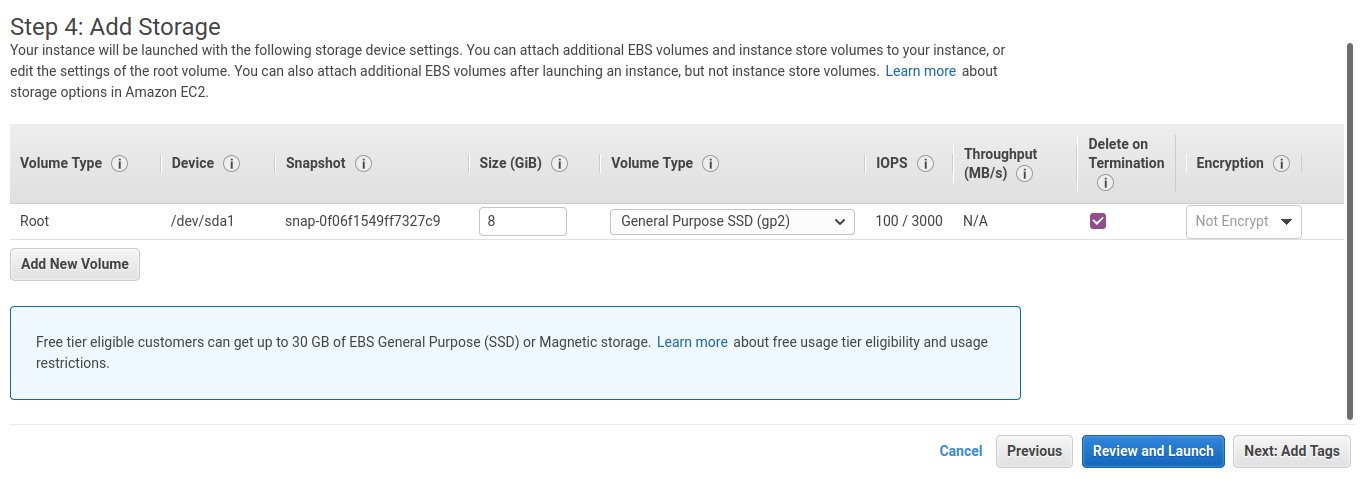 Step 4: Add Storage
Your instance will be launched with the following storage device settings. You can attach additional EBS volumes and instance store volumes to your instance, or
edit the settings of the root volume. You can also attach additional EBS volumes after launching an instance, but not instance store volumes. Learn more about
storage options in Amazon EC2.
Volume Type i Device i Snapshot i Size (GiB) i Volume Type i IOPS i Throughput (MB/s) i Delete on Termination i Encryption i
Root /dev/sda1 snap-0f06f1549ff7327c9 8 General Purpose SSD (gp2) 100 / 3000 N/A Not Encrypt
Add New Volume
Free tier eligible customers can get up to 30 GB of EBS General Purpose (SSD) or Magnetic storage. Learn more about free usage tier eligibility and usage
restrictions.
Cancel Previous Review and Launch Next: Add Tags